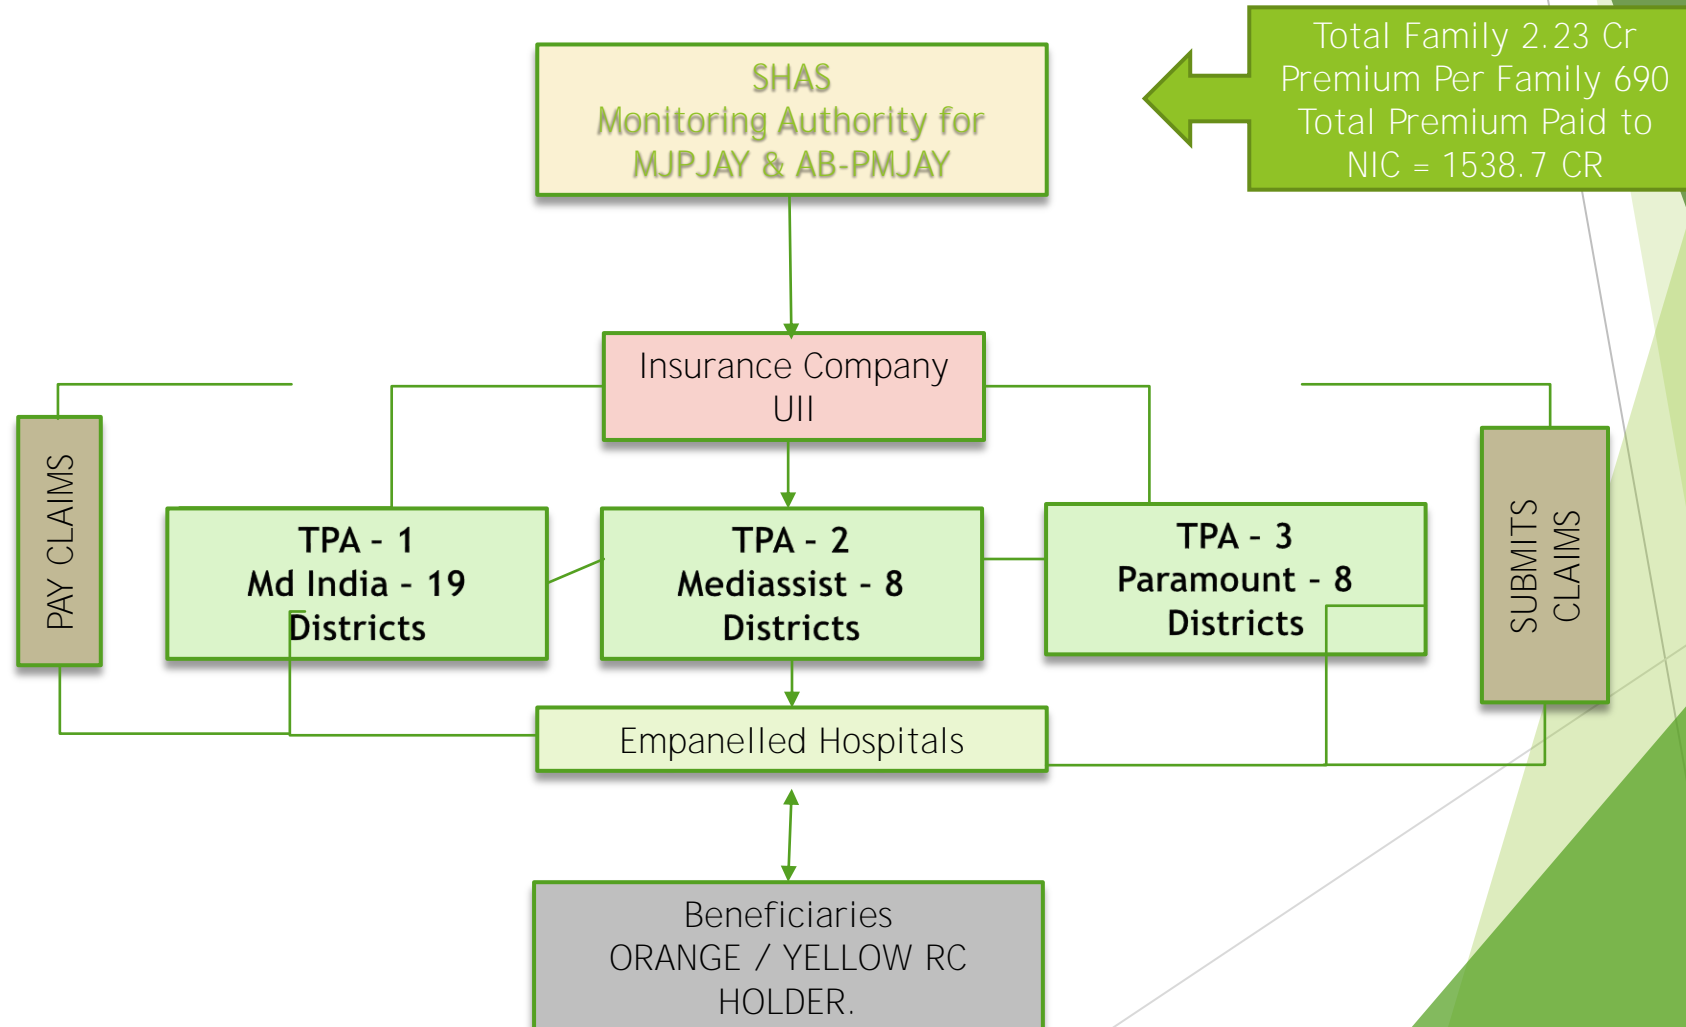 Total Family 2.23 Cr
Premium Per Family 690
Total Premium Paid to
NIC = 1538.7 CR
SHAS
Monitoring Authority for
MJPJAY & AB-PMJAY
Insurance Company
UII
PAY CLAIMS
TPA – 1
Md India – 19
Districts
TPA – 2
Mediassist – 8
Districts
TPA – 3
Paramount – 8
Districts
SUBMITS
CLAIMS
Empanelled Hospitals
Beneficiaries
ORANGE / YELLOW RC
HOLDER.